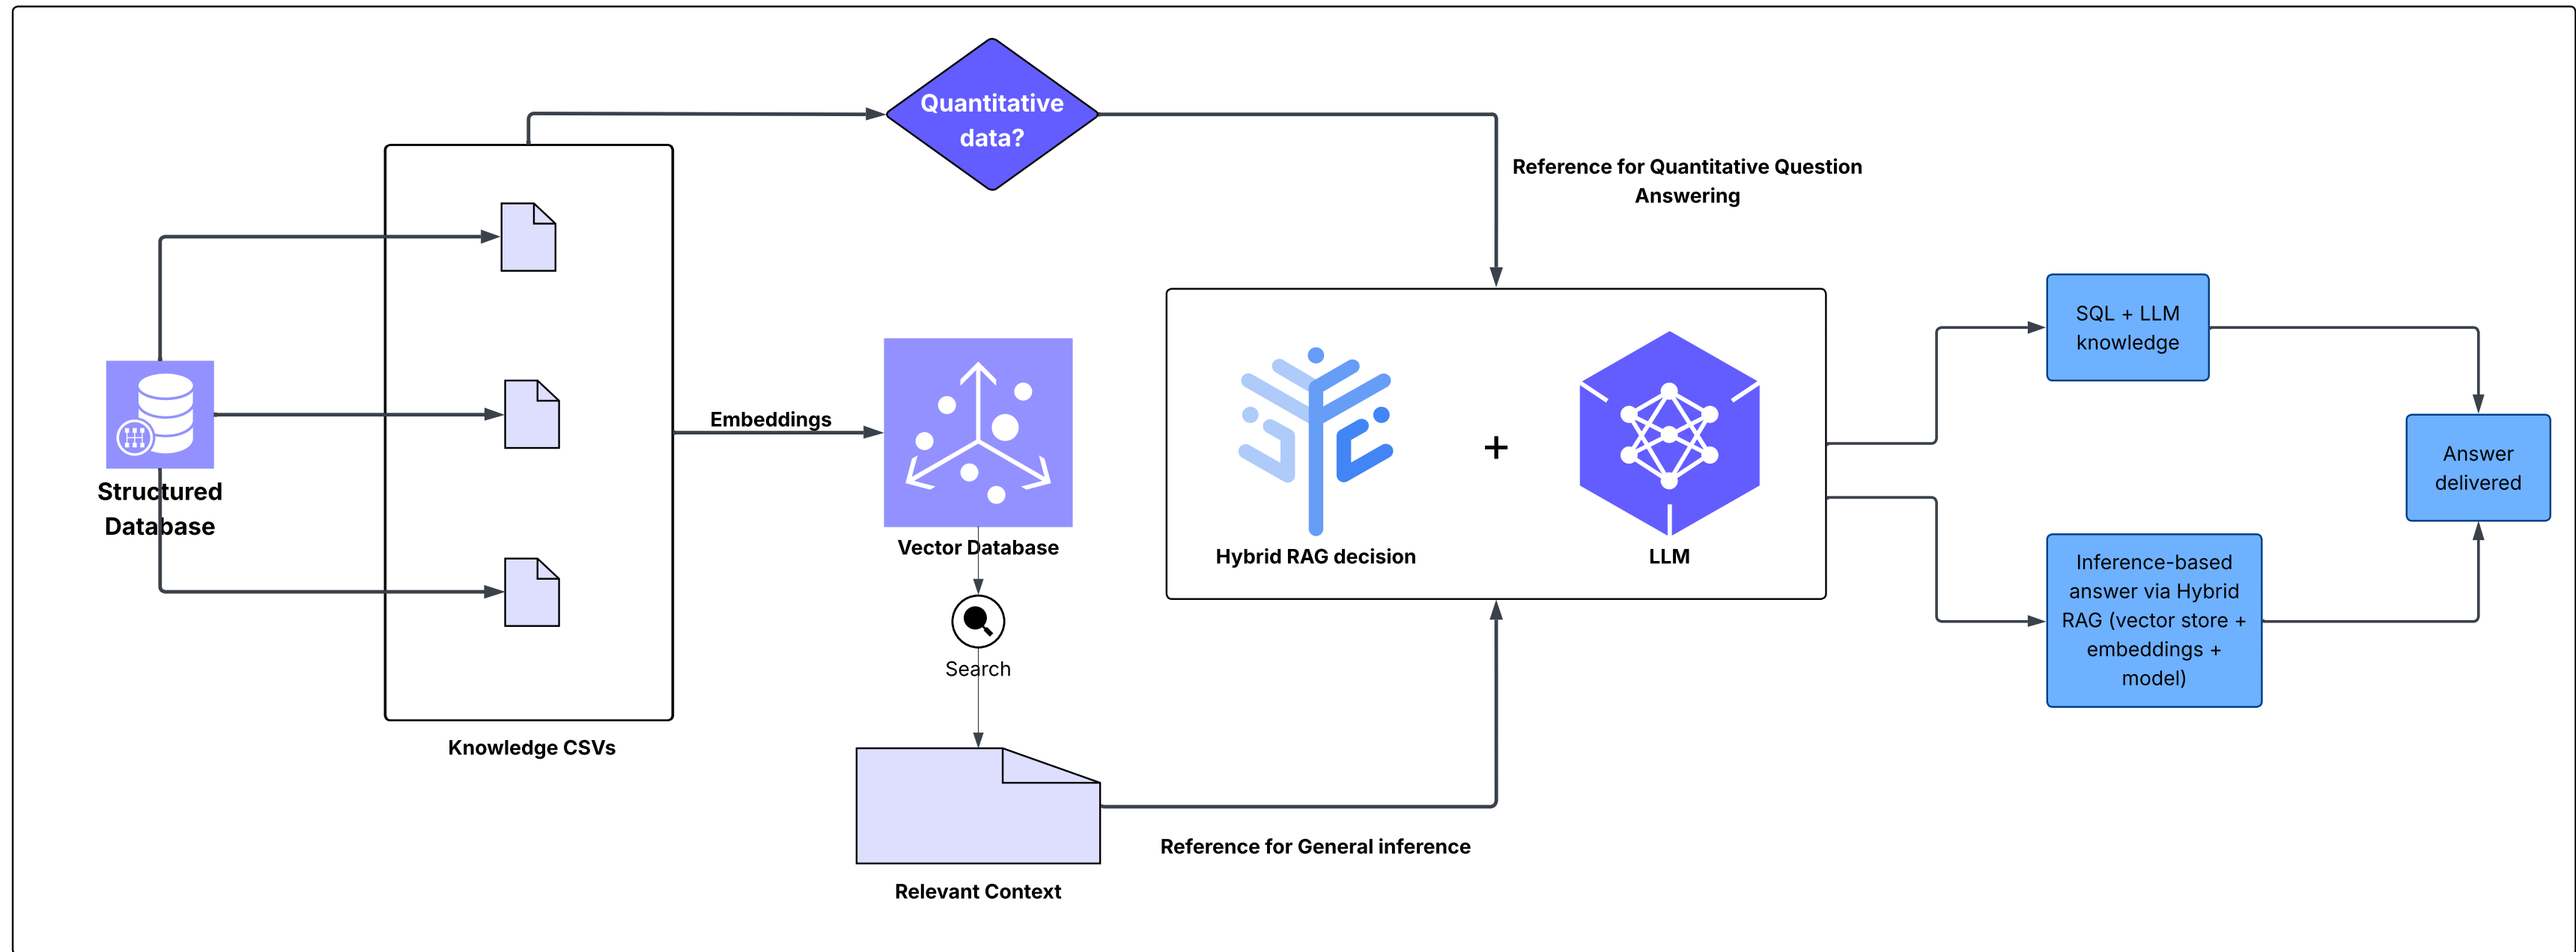 Quantitative
data?
Reference for Quantitative Question
Answering
Structured
Database
Knowledge CSVs
Embeddings
Vector Database
Search
Relevant Context
Reference for General inference
Hybrid RAG decision
+
LLM
SQL + LLM
knowledge
Inference-based
answer via Hybrid
RAG (vector store +
embeddings +
model)
Answer
delivered